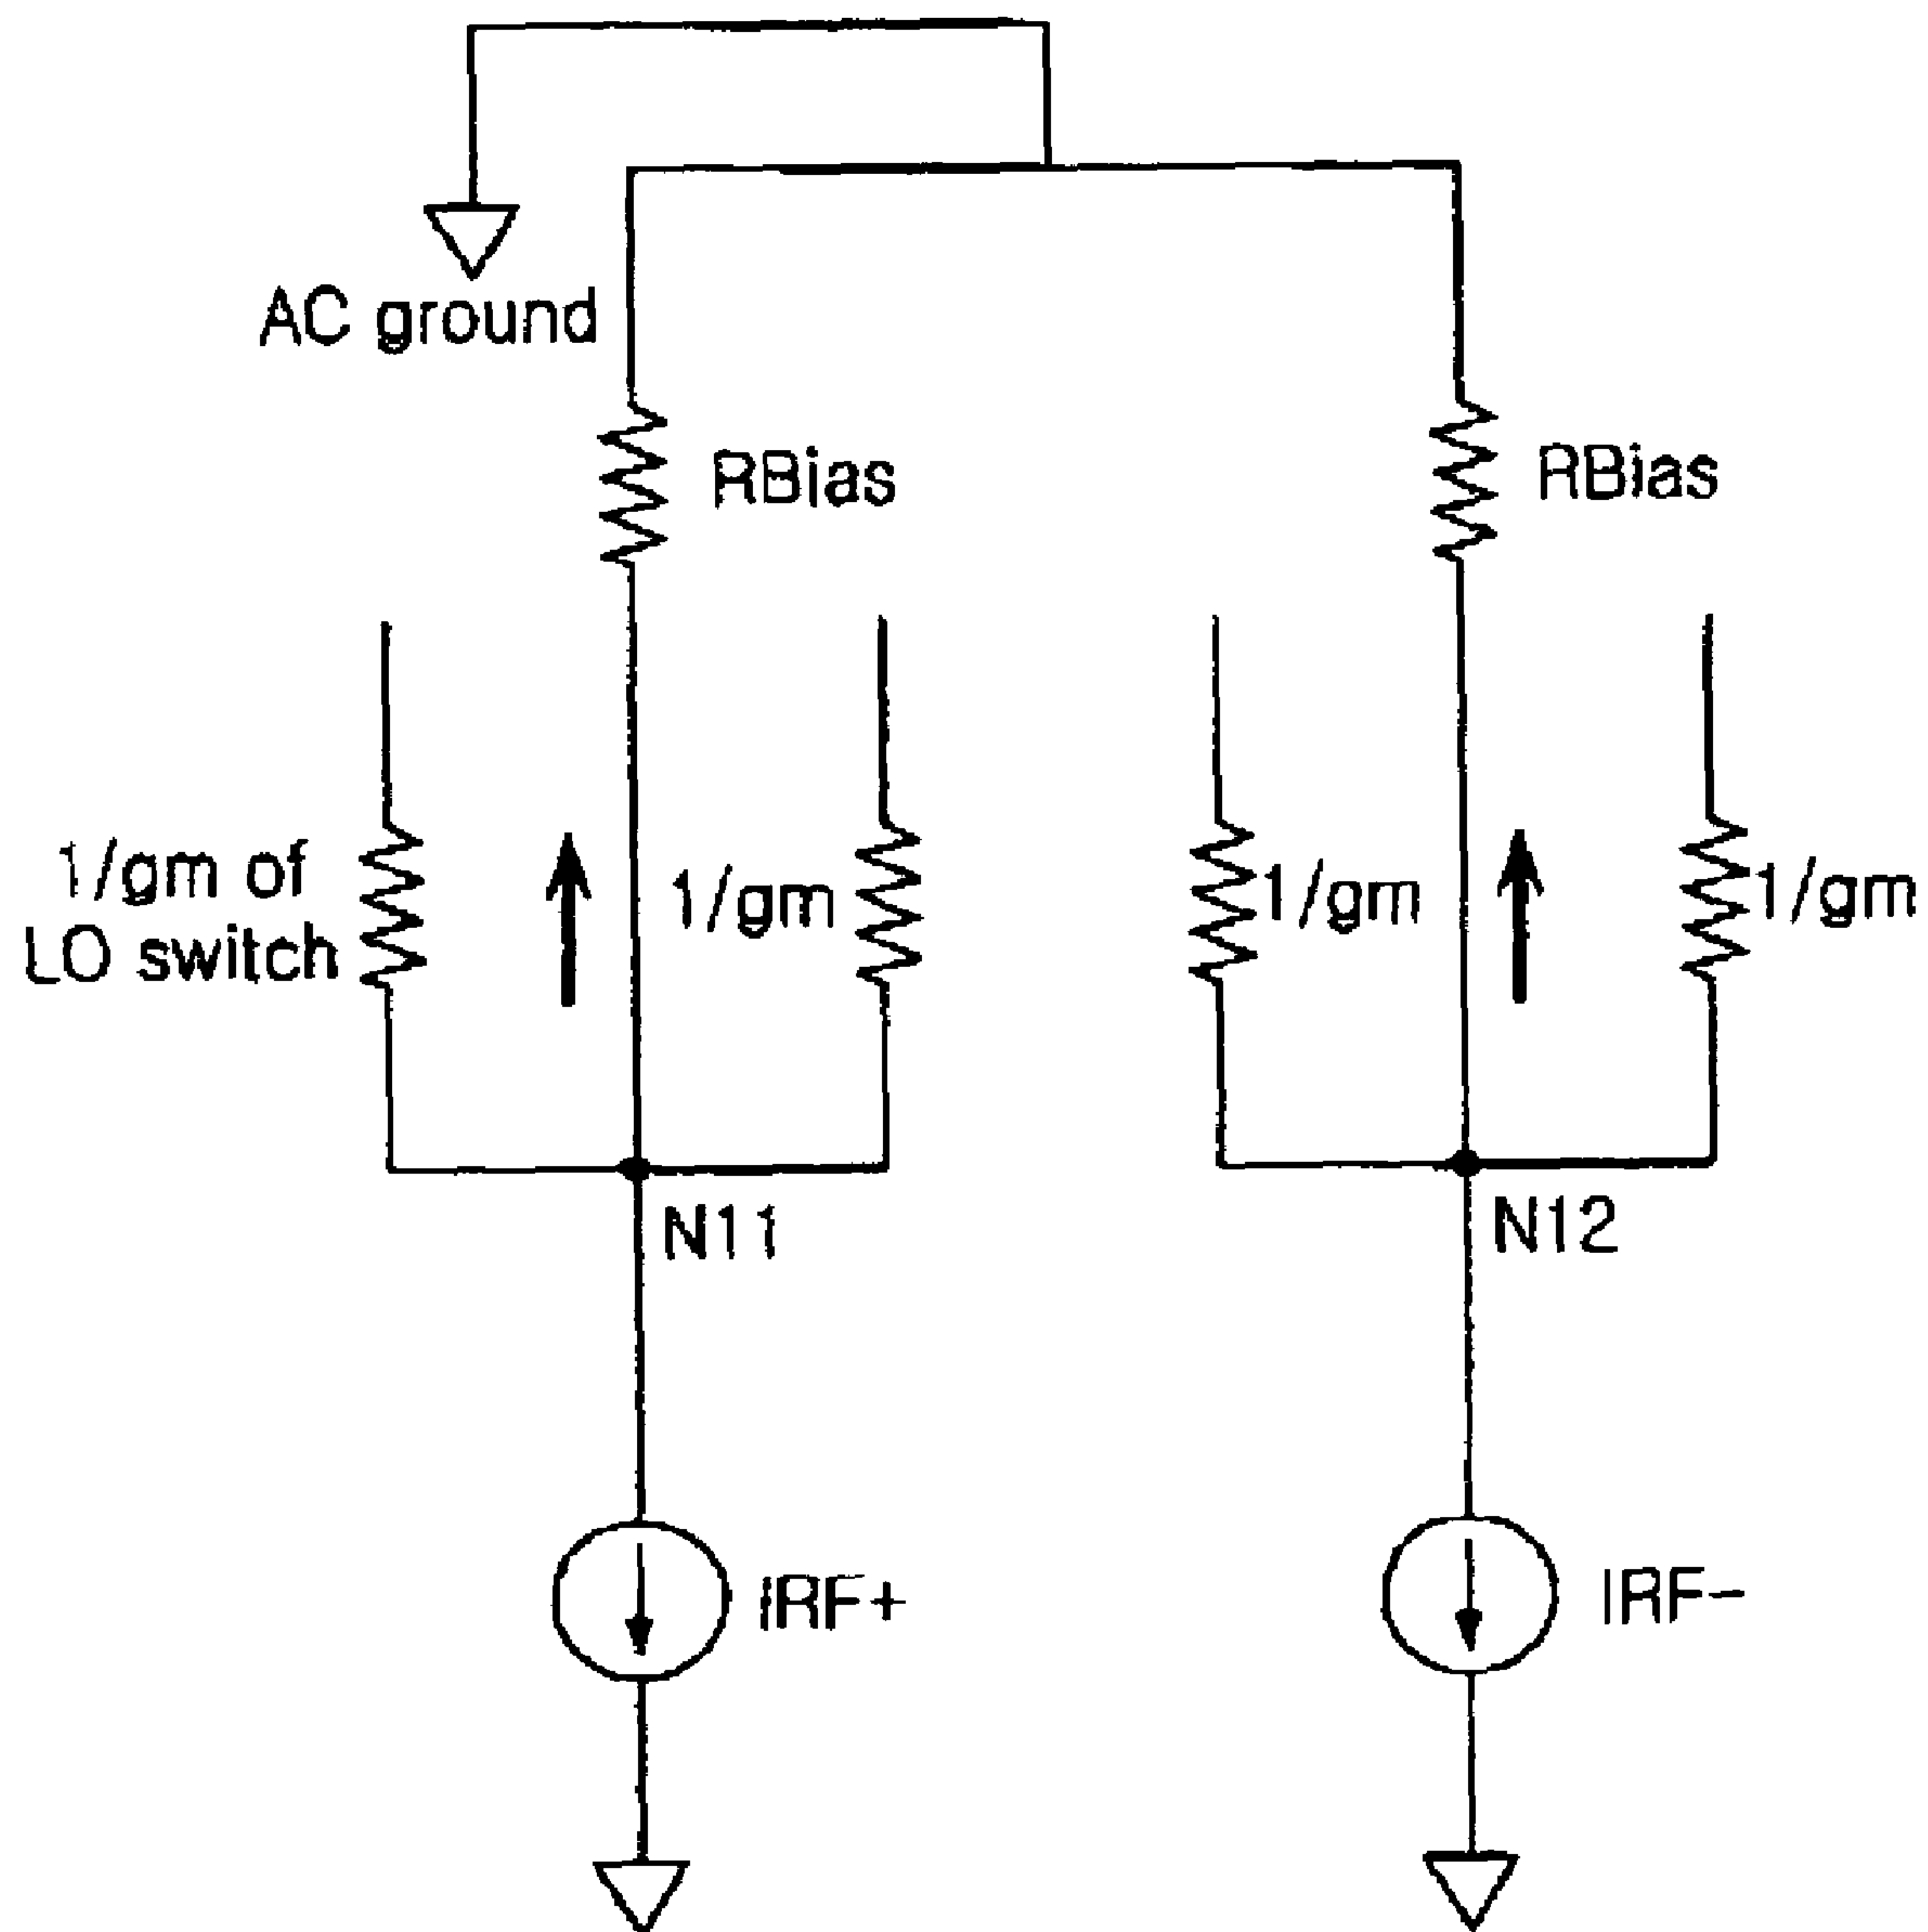 AC ground
RBias
RBias
1/gm of
LO switch
1/gm
1/gm
1/gm
N11
N12
IRF+
IRF-